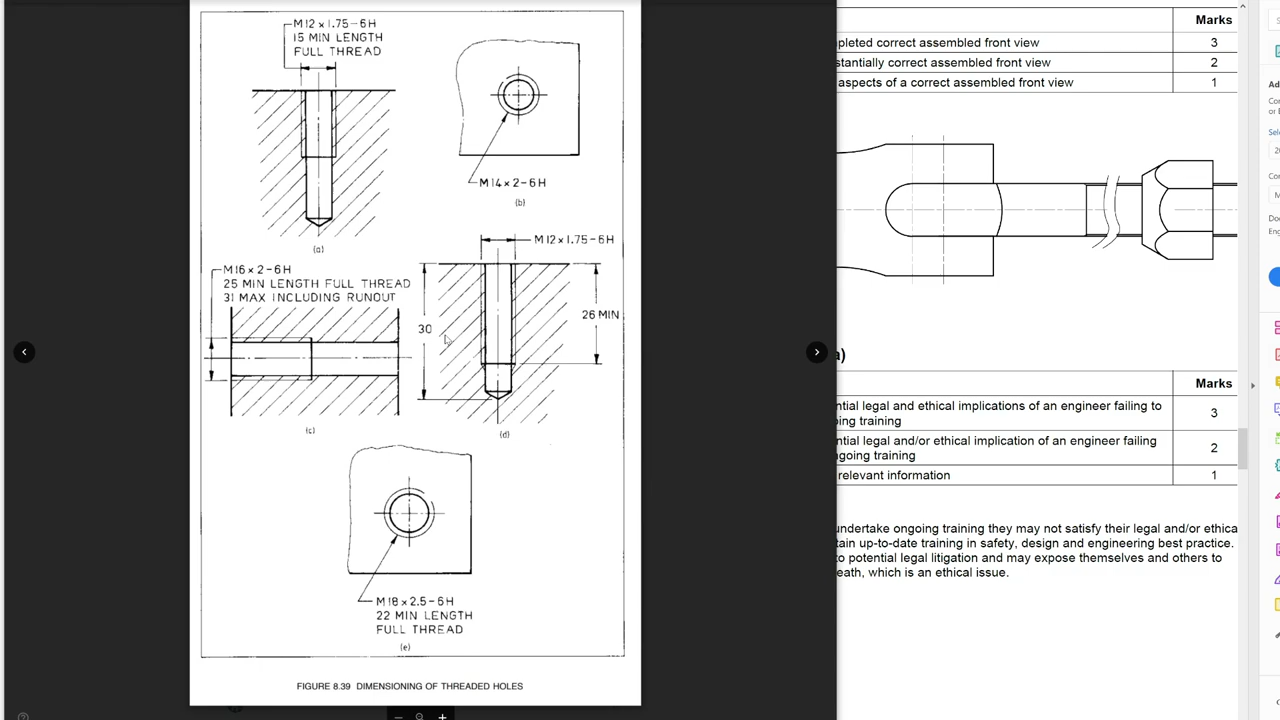 M12×1.75-6H
15 MIN LENGTH
FULL THREAD
(a)
M14×2-6H
(b)
M16×2-6H
25 MIN LENGTH FULL THREAD
31 MAX INCLUDING RUNOUT
(c)
M12×1.75-6H
30
26 MIN
(d)
M18×2.5-6H
22 MIN LENGTH
FULL THREAD
(e)
FIGURE 8.39 DIMENSIONING OF THREADED HOLES
Marks
pleted correct assembled front view 3
stantially correct assembled front view 2
aspects of a correct assembled front view 1
a)
Marks
ntial legal and ethical implications of an engineer failing to 3
oing training
ntial legal and/or ethical implication of an engineer failing 2
ngoing training
relevant information 1
undertake ongoing training they may not satisfy their legal and/or ethica
tain up-to-date training in safety, design and engineering best practice.
to potential legal litigation and may expose themselves and others to
eath, which is an ethical issue.